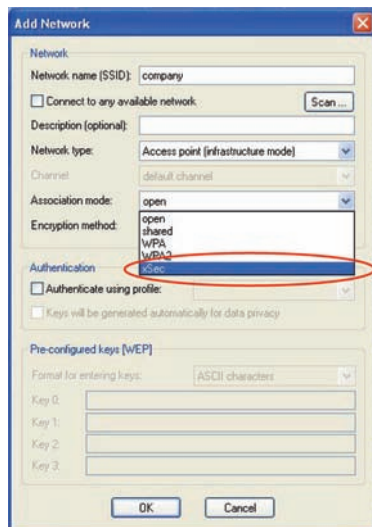 Add Network
Network
Network name (SSID): company
Connect to any available network Scan ...
Description (optional):
Network type: Access point (infrastructure mode)
Channel: default channel
Association mode: open
Encryption method: open
shared
WPA
WPA2
xSec
Authentication
Authenticate using profile:
Keys will be generated automatically for data privacy
Pre-configured keys (WEP)
Format for entering keys: ASCII characters
Key 0:
Key 1:
Key 2:
Key 3:
OK Cancel